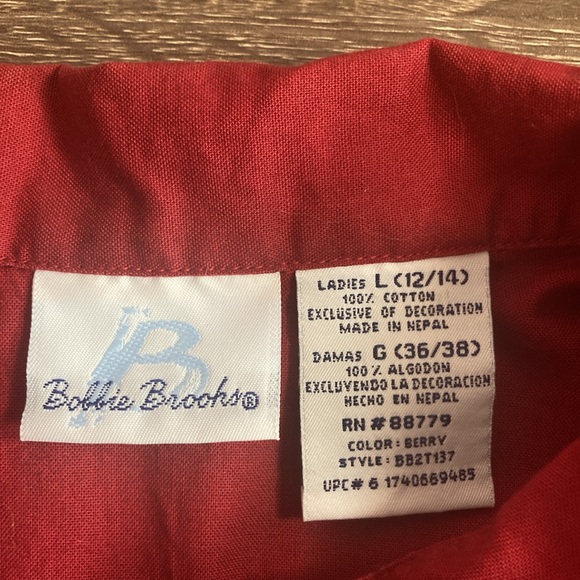 B
Bobbie Brooks®
LADIES L (12/14)
100% COTTON
EXCLUSIVE OF DECORATION
MADE IN NEPAL
DAMAS G (36/38)
100% ALGODON
EXCLUYENDO LA DECORACION
HECHO EN NEPAL
RN # 88779
COLOR: BERRY
STYLE: BB2T137
UPC# 6 1740669485